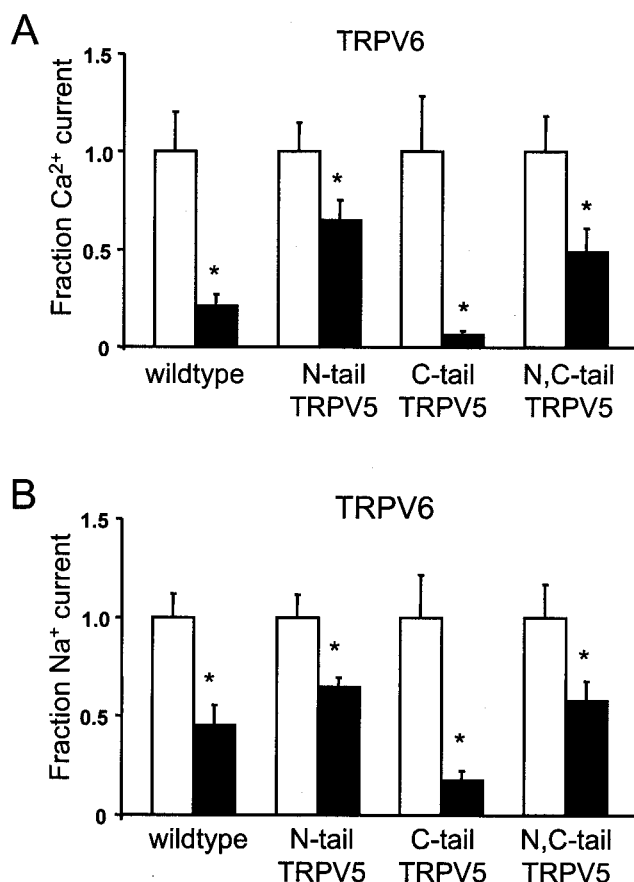 A
TRPV6
Fraction Ca²⁺ current
1.5
1.0
0.5
0
*
*
*
*
wildtype N-tail C-tail N,C-tail
TRPV5 TRPV5 TRPV5
B
TRPV6
Fraction Na⁺ current
1.5
1.0
0.5
0
*
*
*
*
wildtype N-tail C-tail N,C-tail
TRPV5 TRPV5 TRPV5